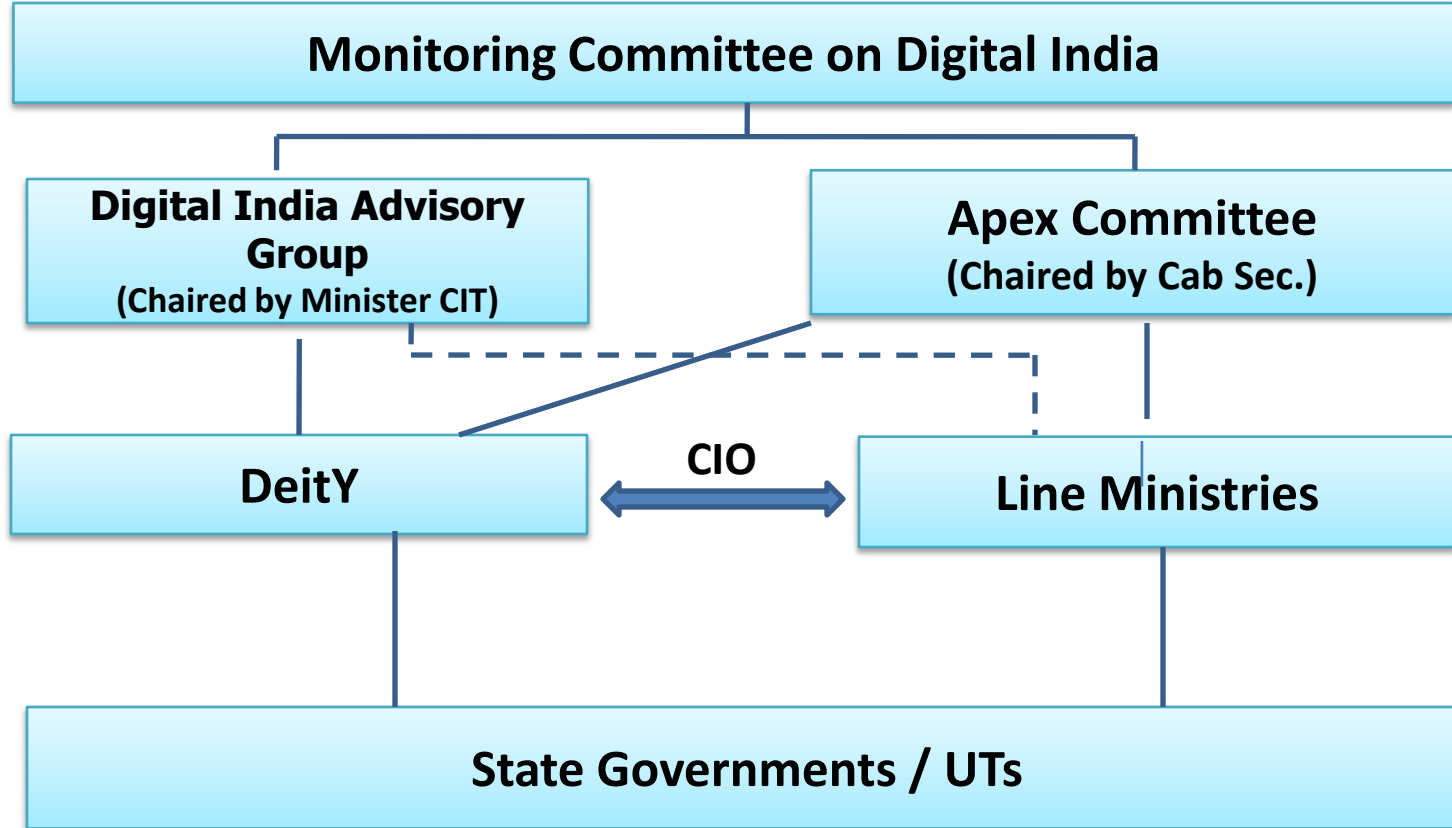 Monitoring Committee on Digital India
Digital India Advisory
Group
(Chaired by Minister CIT)
Apex Committee
(Chaired by Cab Sec.)
DeitY
CIO
Line Ministries
State Governments / UTs